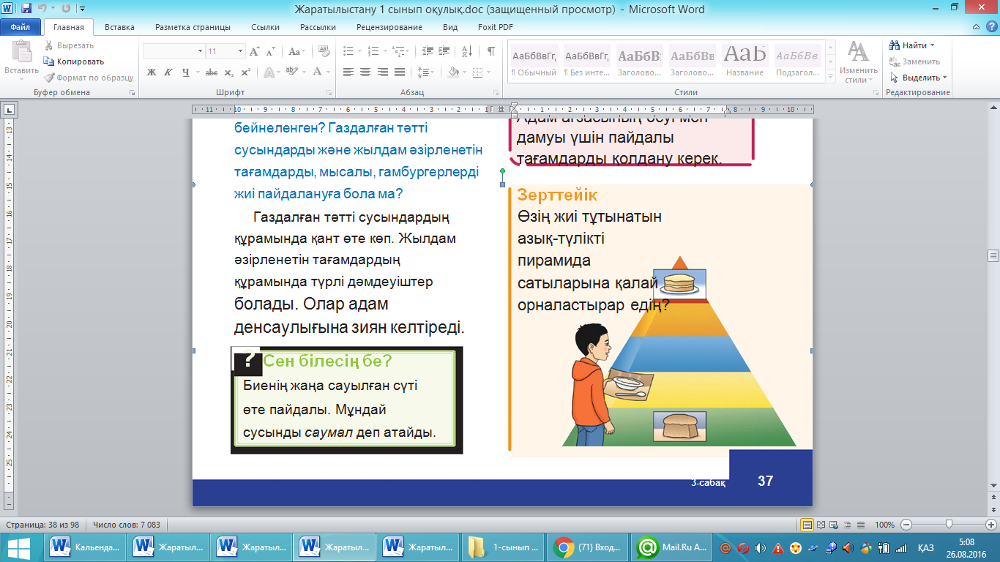 Жаратылыстану 1 сынып оқулық.doc (защищенный просмотр) - Microsoft Word
Файл Главная Вставка Разметка страницы Ссылки Рассылки Рецензирование Вид Foxit PDF
Вставить
Вырезать
Копировать
Формат по образцу
Буфер обмена
11
Ж К Ч abc x₂ x²
Шрифт
Абзац
АаБбВвГг, АаБбВвГг, АаБбВ: АаБбВв АаБ АаБбВв
¶ Обычный ¶ Без инте... Заголово... Заголово... Название Подзагол...
Изменить стили
Стили
Найти
Заменить
Выделить
Редактирование
бейнеленген? Газдалған тәтті
сусындарды және жылдам әзірленетін
тағамдарды, мысалы, гамбургерлерді
жиі пайдалануға бола ма?
Газдалған тәтті сусындардың
құрамында қант өте көп. Жылдам
әзірленетін тағамдардың
құрамында түрлі дәмдеуіштер
болады. Олар адам
денсаулығына зиян келтіреді.
? Сен білесің бе?
Биенің жаңа сауылған сүті
өте пайдалы. Мұндай
сусынды саумал деп атайды.
Адам ағзасының өсуі мен
дамуы үшін пайдалы
тағамдарды қолдану керек.
Зерттейік
Өзің жиі тұтынатын
азық-түлікті
пирамида
сатыларына қалай
орналастырар едің?
3-сабақ 37
Страница: 38 из 98 Число слов: 7 083 100%
Кальенда... Жаратыл... Жаратыл... Жаратыл... Жаратыл... 1-сынып ... (71) Вход... Mail.Ru А... ҚАЗ 5:08
26.08.2016